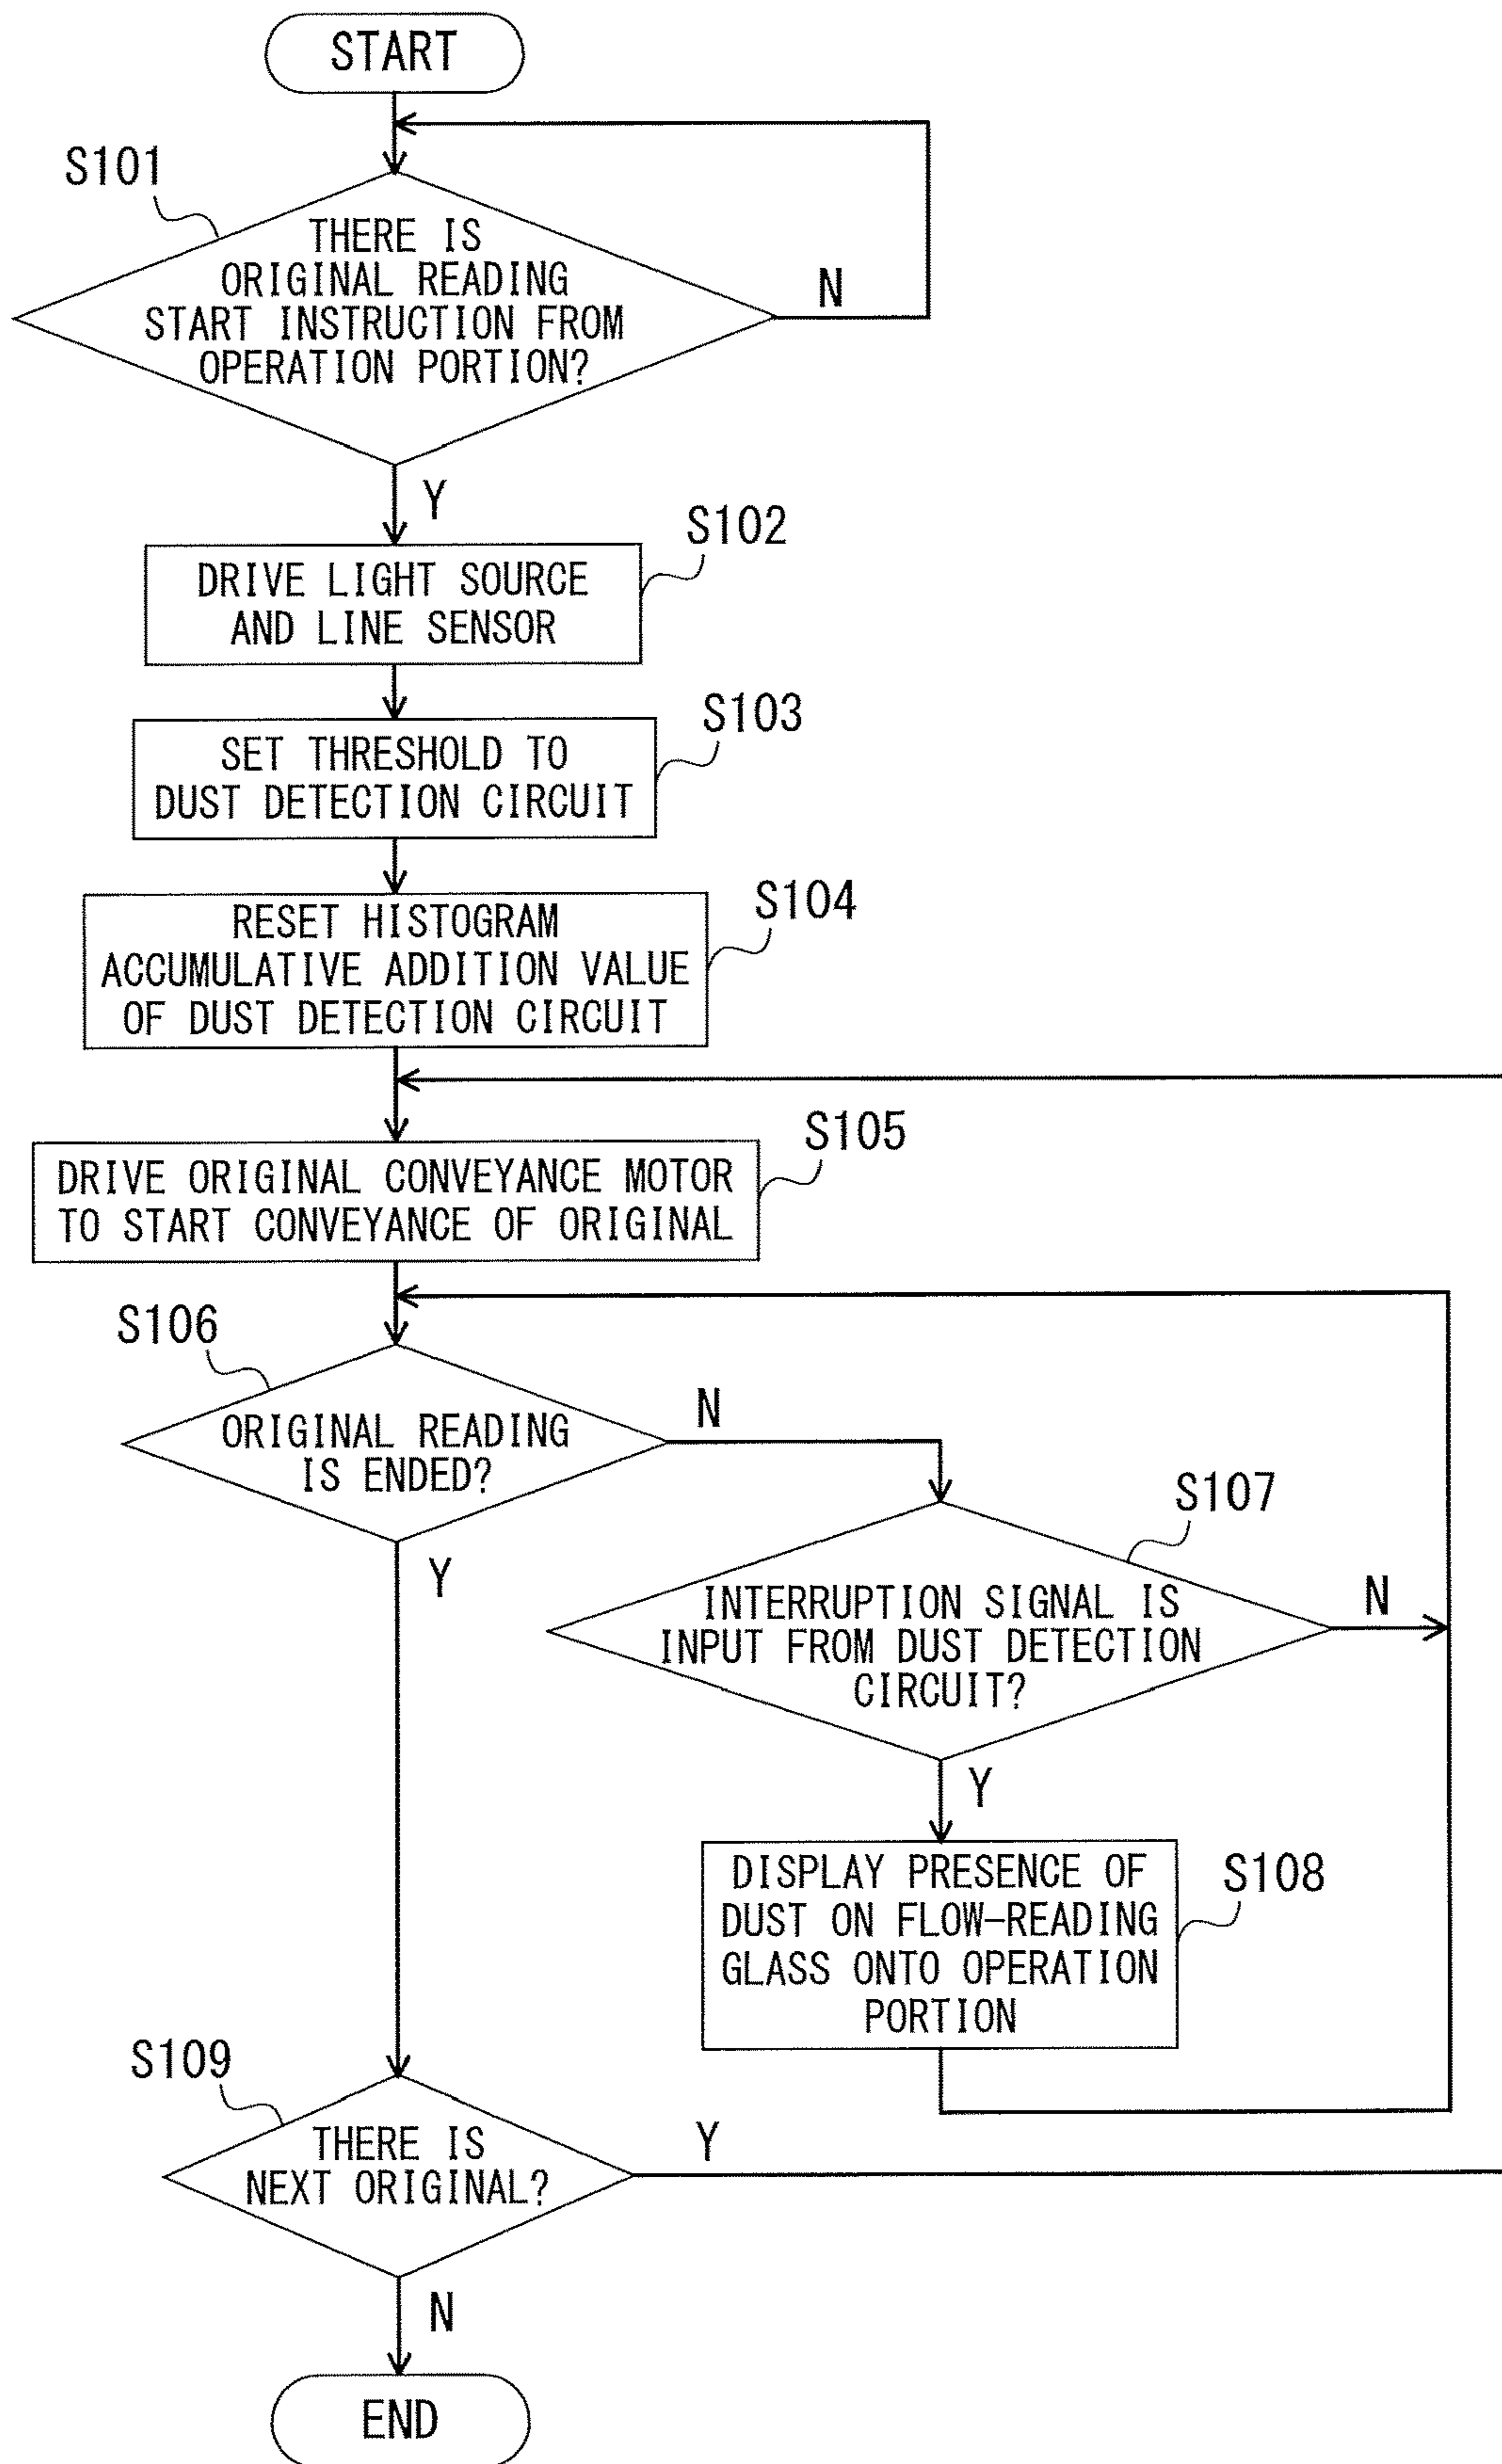 START
S101
THERE IS
ORIGINAL READING
START INSTRUCTION FROM
OPERATION PORTION?
N
Y
S102
DRIVE LIGHT SOURCE
AND LINE SENSOR
S103
SET THRESHOLD TO
DUST DETECTION CIRCUIT
S104
RESET HISTOGRAM
ACCUMULATIVE ADDITION VALUE
OF DUST DETECTION CIRCUIT
S105
DRIVE ORIGINAL CONVEYANCE MOTOR
TO START CONVEYANCE OF ORIGINAL
S106
ORIGINAL READING
IS ENDED?
N
Y
S107
INTERRUPTION SIGNAL IS
INPUT FROM DUST DETECTION
CIRCUIT?
N
Y
S108
DISPLAY PRESENCE OF
DUST ON FLOW-READING
GLASS ONTO OPERATION
PORTION
S109
THERE IS
NEXT ORIGINAL?
Y
N
END